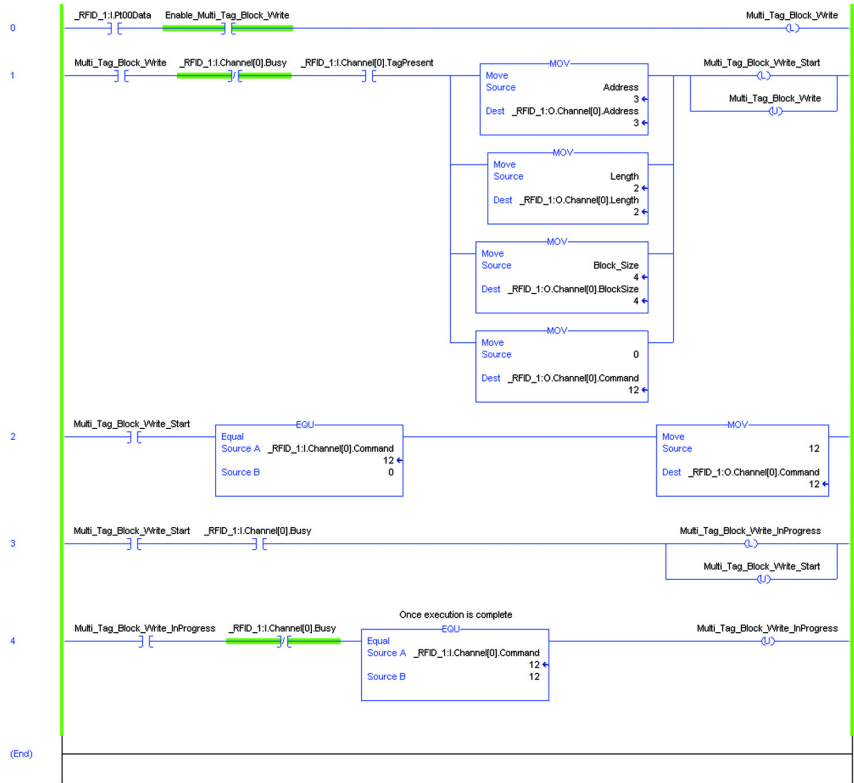 _RFID_1:I.Pt00Data Enable_Multi_Tag_Block_Write Multi_Tag_Block_Write
0 (L)
Multi_Tag_Block_Write _RFID_1:I.Channel[0].Busy _RFID_1:I.Channel[0].TagPresent MOV Multi_Tag_Block_Write_Start
1 Move (L)
Source Address
3
Dest _RFID_1:O.Channel[0].Address
3
Multi_Tag_Block_Write
(U)
MOV
Move
Source Length
2
Dest _RFID_1:O.Channel[0].Length
2
MOV
Move
Source Block_Size
4
Dest _RFID_1:O.Channel[0].BlockSize
4
MOV
Move
Source 0
Dest _RFID_1:O.Channel[0].Command
12
Multi_Tag_Block_Write_Start EQU MOV
2 Equal Move
Source A _RFID_1:I.Channel[0].Command Source 12
12
Source B 0 Dest _RFID_1:O.Channel[0].Command
12
Multi_Tag_Block_Write_Start _RFID_1:I.Channel[0].Busy Multi_Tag_Block_Write_InProgress
3 (L)
Multi_Tag_Block_Write_Start
(U)
Once execution is complete
Multi_Tag_Block_Write_InProgress _RFID_1:I.Channel[0].Busy EQU Multi_Tag_Block_Write_InProgress
4 Equal (U)
Source A _RFID_1:I.Channel[0].Command
12
Source B 12
(End)